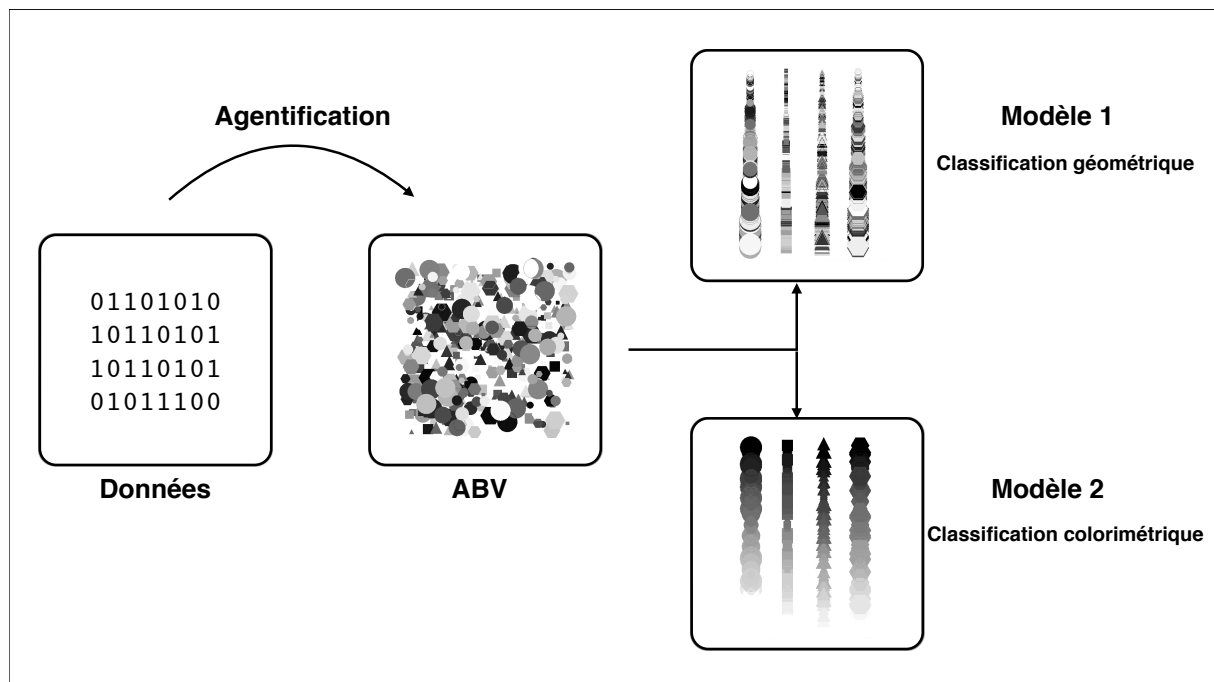 Agentification
01101010
10110101
10110101
01011100
Données
ABV
Modèle 1
Classification géométrique
Modèle 2
Classification colorimétrique